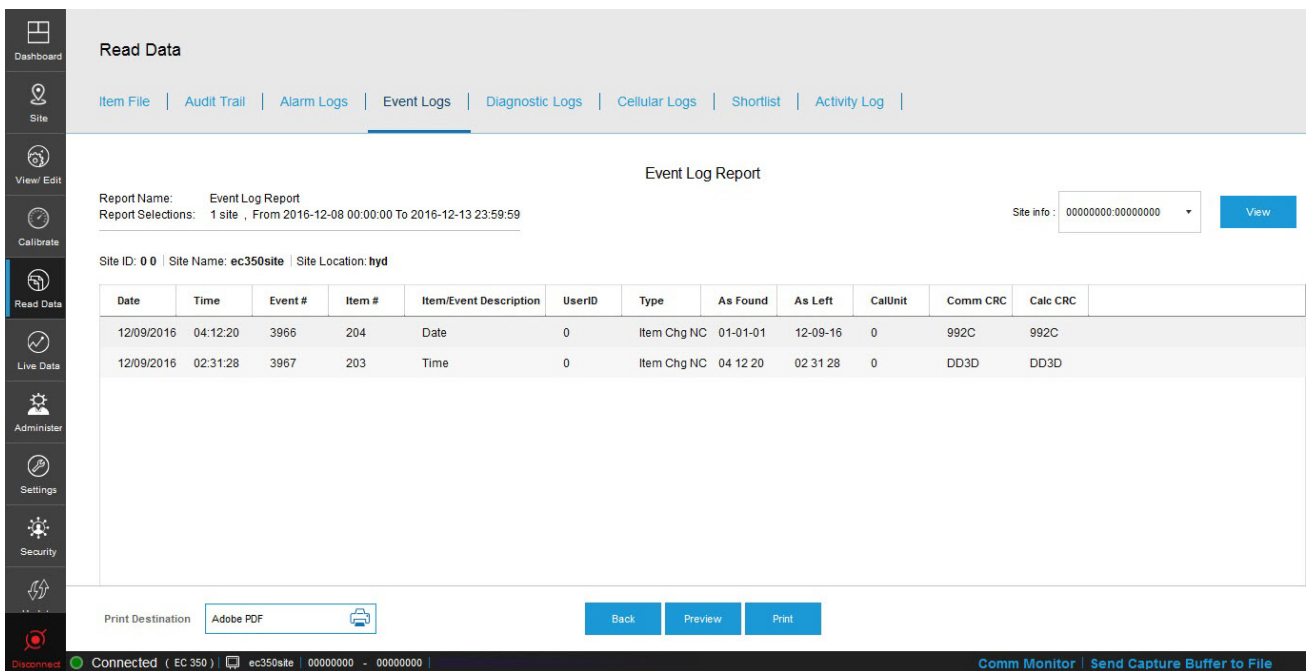 Dashboard
Site
View/ Edit
Calibrate
Read Data
Live Data
Administer
Settings
Security
Disconnect
Read Data
Item File | Audit Trail | Alarm Logs | Event Logs | Diagnostic Logs | Cellular Logs | Shortlist | Activity Log |
Event Log Report
Report Name: Event Log Report
Report Selections: 1 site , From 2016-12-08 00:00:00 To 2016-12-13 23:59:59
Site info : 00000000:00000000 View
Site ID: 0 0 | Site Name: ec350site | Site Location: hyd
Date Time Event # Item # Item/Event Description UserID Type As Found As Left CalUnit Comm CRC Calc CRC
12/09/2016 04:12:20 3966 204 Date 0 Item Chg NC 01-01-01 12-09-16 0 992C 992C
12/09/2016 02:31:28 3967 203 Time 0 Item Chg NC 04 12 20 02 31 28 0 DD3D DD3D
Print Destination Adobe PDF Back Preview Print
Connected ( EC 350 ) | ec350site | 00000000 - 00000000 | Comm Monitor | Send Capture Buffer to File